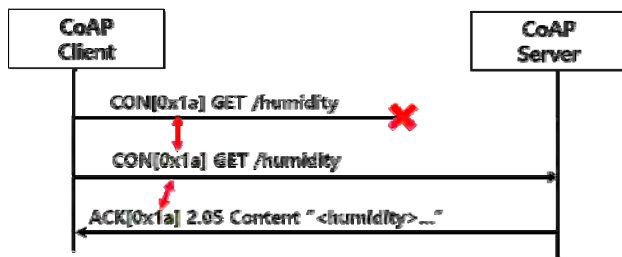 CoAP
Client
CoAP
Server
CON[0x1a] GET /humidity
CON[0x1a] GET /humidity
ACK[0x1a] 2.05 Content "<humidity>..."